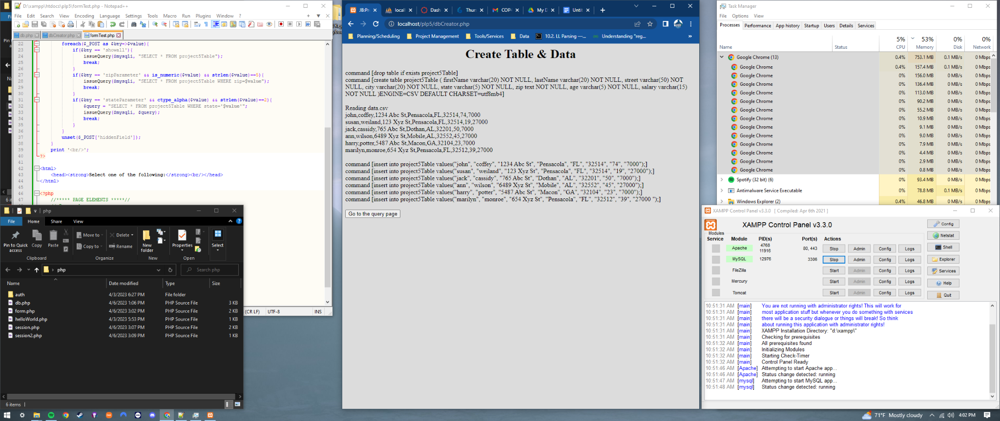 D:\xampp\htdocs\plp5\formTest.php - Notepad++
File Edit Search View Encoding Language Settings Tools Macro Run Plugins Window ?
db.php dbCreator.php formTest.php
22 foreach($_POST as $key=>$value){
23 if($key == 'showall'){
24 issueQuery($mysqli, "SELECT * FROM project5Table");
25 break;
26 }
27 if($key == 'zipParameter' && is_numeric($value) && strlen($value)==5){
28 issueQuery($mysqli, "SELECT * FROM project5Table WHERE zip=$value");
29 break;
30 }
31 if($key == 'stateParameter' && ctype_alpha($value) && strlen($value)==2){
32 $query = "SELECT * FROM project5Table WHERE state='$value'";
33 issueQuery($mysqli, $query);
34 break;
35 }
36 }
37 unset($_POST['hiddenField']);
38 }
39 print '<br/>';
40 ?>
41
42 <html>
43 <head><strong>Select one of the following:</strong><br/></head>
44 </html>
45
46 <?php
47 //***** PAGE ELEMENTS *****//
(CR LF) UTF-8 INS
php
File Home Share View
Pin to Quick access Copy Paste Move to Copy to Delete Rename New folder Properties Select
Clipboard Organize New Open
php Search php
Name Date modified Type Size
auth 4/3/2023 6:27 PM File folder
db.php 4/6/2023 1:06 PM PHP Source File 3 KB
form.php 4/6/2023 3:02 PM PHP Source File 2 KB
helloWorld.php 4/3/2023 5:53 PM PHP Source File 1 KB
session.php 4/6/2023 3:07 PM PHP Source File 2 KB
session2.php 4/6/2023 3:09 PM PHP Source File 1 KB
6 items
JB:Pr locall Dash Thurs COP My D Untit
localhost/plp5/dbCreator.php
Planning/Scheduling Project Management Tools/Services Data 10.2. LL Parsing —... Understanding "reg... »
Create Table & Data
command [drop table if exists project5Table]
command [create table project5Table ( firstName varchar(20) NOT NULL, lastName varchar(20) NOT NULL, street varchar(50) NOT
NULL, city varchar(20) NOT NULL, state varchar(5) NOT NULL, zip text NOT NULL, age varchar(5) NOT NULL, salary varchar(15)
NOT NULL )ENGINE=CSV DEFAULT CHARSET=utf8mb4]
Reading data.csv
john,coffey,1234 Abc St,Pensacola,FL,32514,74,7000
susan,weiland,123 Xyz St,Pensacola,FL,32514,19,27000
jack,cassidy,765 Abc St,Dothan,AL,32201,50,7000
ann,wilson,6489 Xyz St,Mobile,AL,32552,45,27000
harry,potter,5487 Abc St,Macon,GA,32104,23,7000
marilyn,monroe,654 Xyz St,Pensacola,FL,32512,39,27000
command [insert into project5Table values("john", "coffey", "1234 Abc St", "Pensacola", "FL", "32514", "74", "7000");]
command [insert into project5Table values("susan", "weiland", "123 Xyz St", "Pensacola", "FL", "32514", "19", "27000");]
command [insert into project5Table values("jack", "cassidy", "765 Abc St", "Dothan", "AL", "32201", "50", "7000");]
command [insert into project5Table values("ann", "wilson", "6489 Xyz St", "Mobile", "AL", "32552", "45", "27000");]
command [insert into project5Table values("harry", "potter", "5487 Abc St", "Macon", "GA", "32104", "23", "7000");]
command [insert into project5Table values("marilyn", "monroe", "654 Xyz St", "Pensacola", "FL", "32512", "39", "27000 ");]
Go to the query page
Task Manager
File Options View
Processes Performance App history Startup Users Details Services
5% 53% 0% 0%
Name Status CPU Memory Disk Network
Google Chrome (13) 0.4% 753.1 MB 0.1 MB/s 0 Mbps
Google Chrome 0.4% 157.4 MB 0.1 MB/s 0 Mbps
Google Chrome 0% 156.0 MB 0 MB/s 0 Mbps
Google Chrome 0% 136.4 MB 0 MB/s 0 Mbps
Google Chrome 0% 113.0 MB 0 MB/s 0 Mbps
Google Chrome 0% 90.2 MB 0 MB/s 0 Mbps
Google Chrome 0% 55.2 MB 0 MB/s 0 Mbps
Google Chrome 0% 10.9 MB 0 MB/s 0 Mbps
Google Chrome 0% 9.1 MB 0 MB/s 0 Mbps
Google Chrome 0% 9.0 MB 0 MB/s 0 Mbps
Google Chrome 0% 7.9 MB 0 MB/s 0 Mbps
Google Chrome 0% 4.4 MB 0 MB/s 0 Mbps
Google Chrome 0% 2.9 MB 0 MB/s 0 Mbps
Google Chrome 0% 0.8 MB 0 MB/s 0 Mbps
Spotify (32 bit) (6) 0% 93.4 MB 0 MB/s 0 Mbps
Antimalware Service Executable 0% 78.8 MB 0.1 MB/s 0 Mbps
Windows Explorer (2) 0.4% 46.8 MB 0 MB/s 0 Mbps
XAMPP Control Panel v3.3.0 [ Compiled: Apr 6th 2021 ]
XAMPP Control Panel v3.3.0 Config
Modules Netstat
Service Module PID(s) Port(s) Actions
Apache 4768 11916 80, 443 Stop Admin Config Logs Shell
MySQL 12976 3306 Stop Admin Config Logs Explorer
FileZilla Start Admin Config Logs Services
Mercury Start Admin Config Logs Help
Tomcat Start Admin Config Logs Quit
10:51:31 AM [main] You are not running with administrator rights! This will work for
10:51:31 AM [main] most application stuff but whenever you do something with services
10:51:31 AM [main] there will be a security dialogue or things will break! So think
10:51:31 AM [main] about running this application with administrator rights!
10:51:31 AM [main] XAMPP Installation Directory: "d:\xampp\"
10:51:31 AM [main] Checking for prerequisites
10:51:32 AM [main] All prerequisites found
10:51:32 AM [main] Initializing Modules
10:51:32 AM [main] Starting Check-Timer
10:51:32 AM [main] Control Panel Ready
10:51:46 AM [Apache] Attempting to start Apache app...
10:51:46 AM [Apache] Status change detected: running
10:51:47 AM [mysql] Attempting to start MySQL app...
10:51:48 AM [mysql] Status change detected: running
71°F Mostly cloudy 4:02 PM